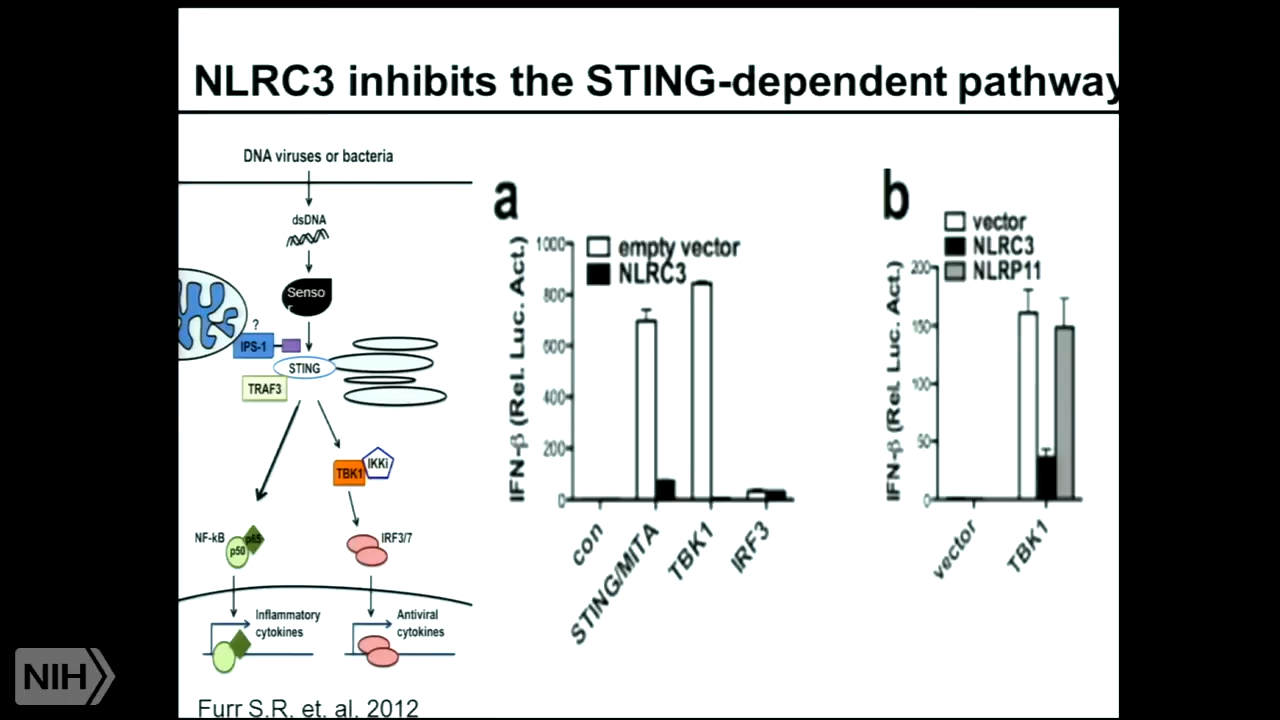 NLRC3 inhibits the STING-dependent pathway
DNA viruses or bacteria
dsDNA
Senso
r
?
IPS-1
STING
TRAF3
TBK1
IKKi
NF-kB
p50
p65
IRF3/7
Inflammatory
cytokines
Antiviral
cytokines
Furr S.R. et. al. 2012
a
empty vector
NLRC3
IFN-β (Rel. Luc. Act.)
1000
800
600
400
200
0
con
STING/MITA
TBK1
IRF3
b
vector
NLRC3
NLRP11
IFN-β (Rel. Luc. Act.)
200
150
100
50
0
vector
TBK1
NIH